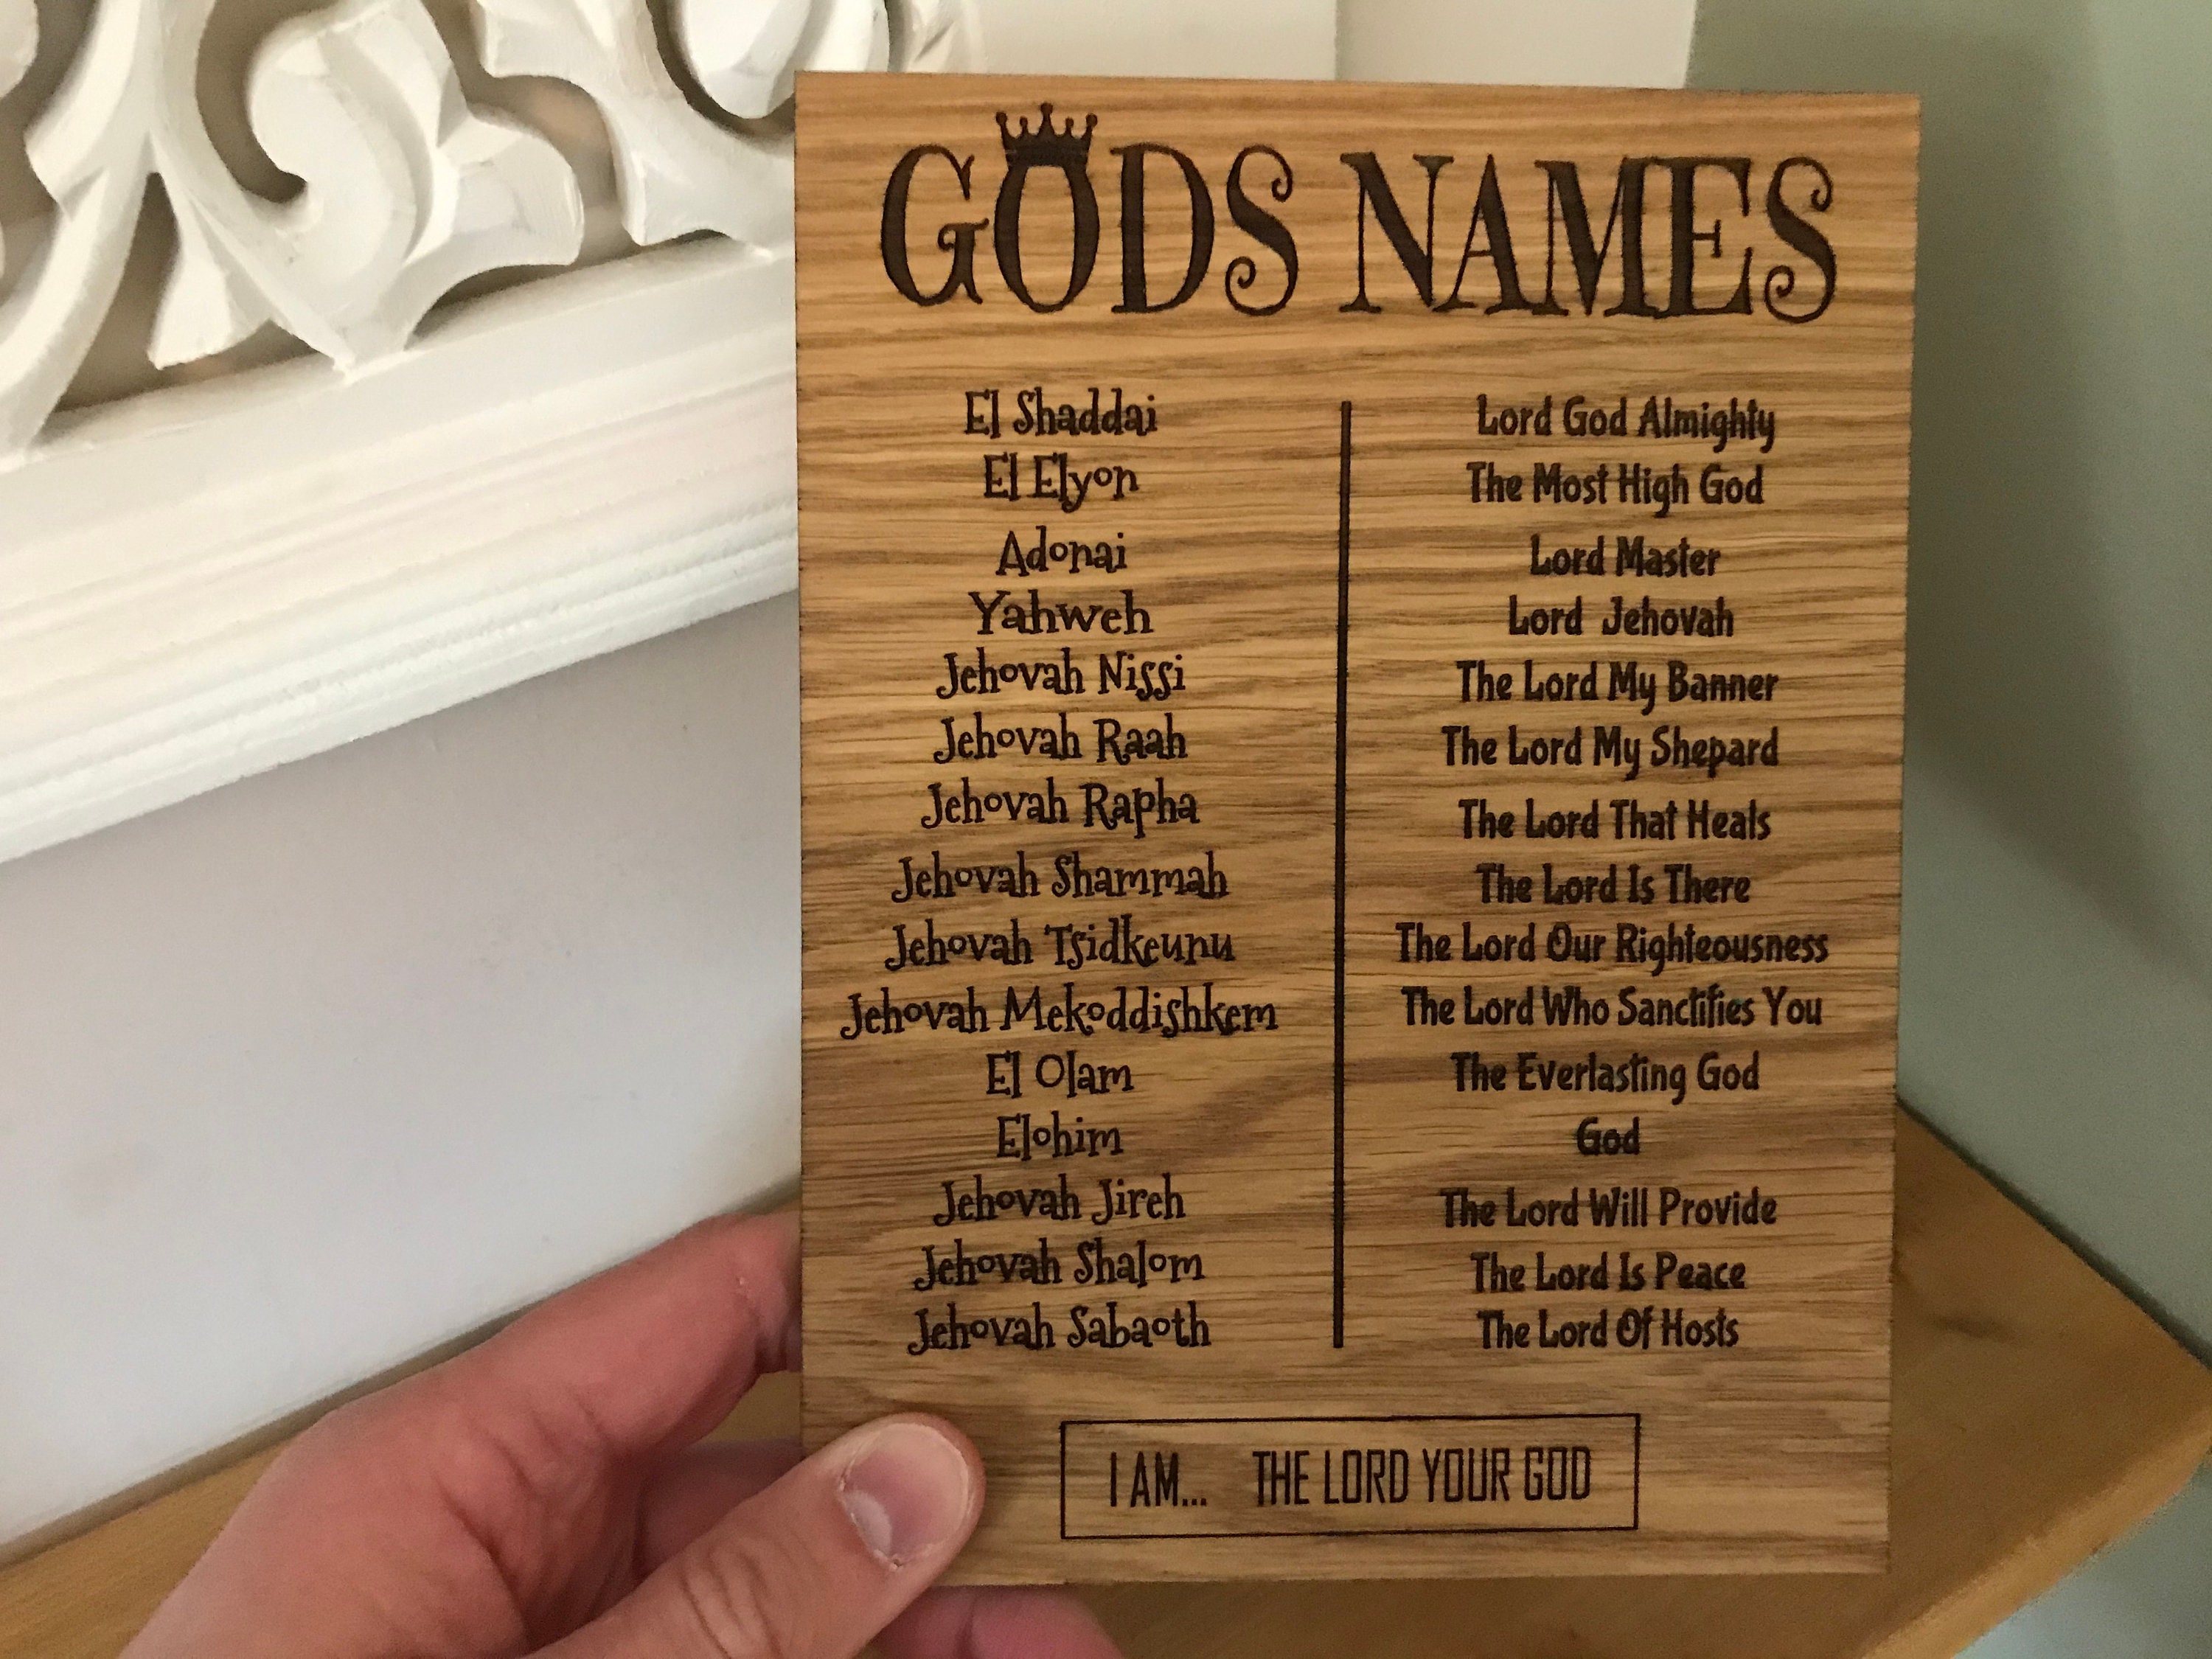 GODS NAMES
El Shaddai Lord God Almighty
El Elyon The Most High God
Adonai Lord Master
Yahweh Lord Jehovah
Jehovah Nissi The Lord My Banner
Jehovah Raah The Lord My Shepard
Jehovah Rapha The Lord That Heals
Jehovah Shammah The Lord Is There
Jehovah Tsidkeunu The Lord Our Righteousness
Jehovah Mekoddishkem The Lord Who Sanctifies You
El Olam The Everlasting God
Elohim God
Jehovah Jireh The Lord Will Provide
Jehovah Shalom The Lord Is Peace
Jehovah Sabaoth The Lord Of Hosts
I AM... THE LORD YOUR GOD